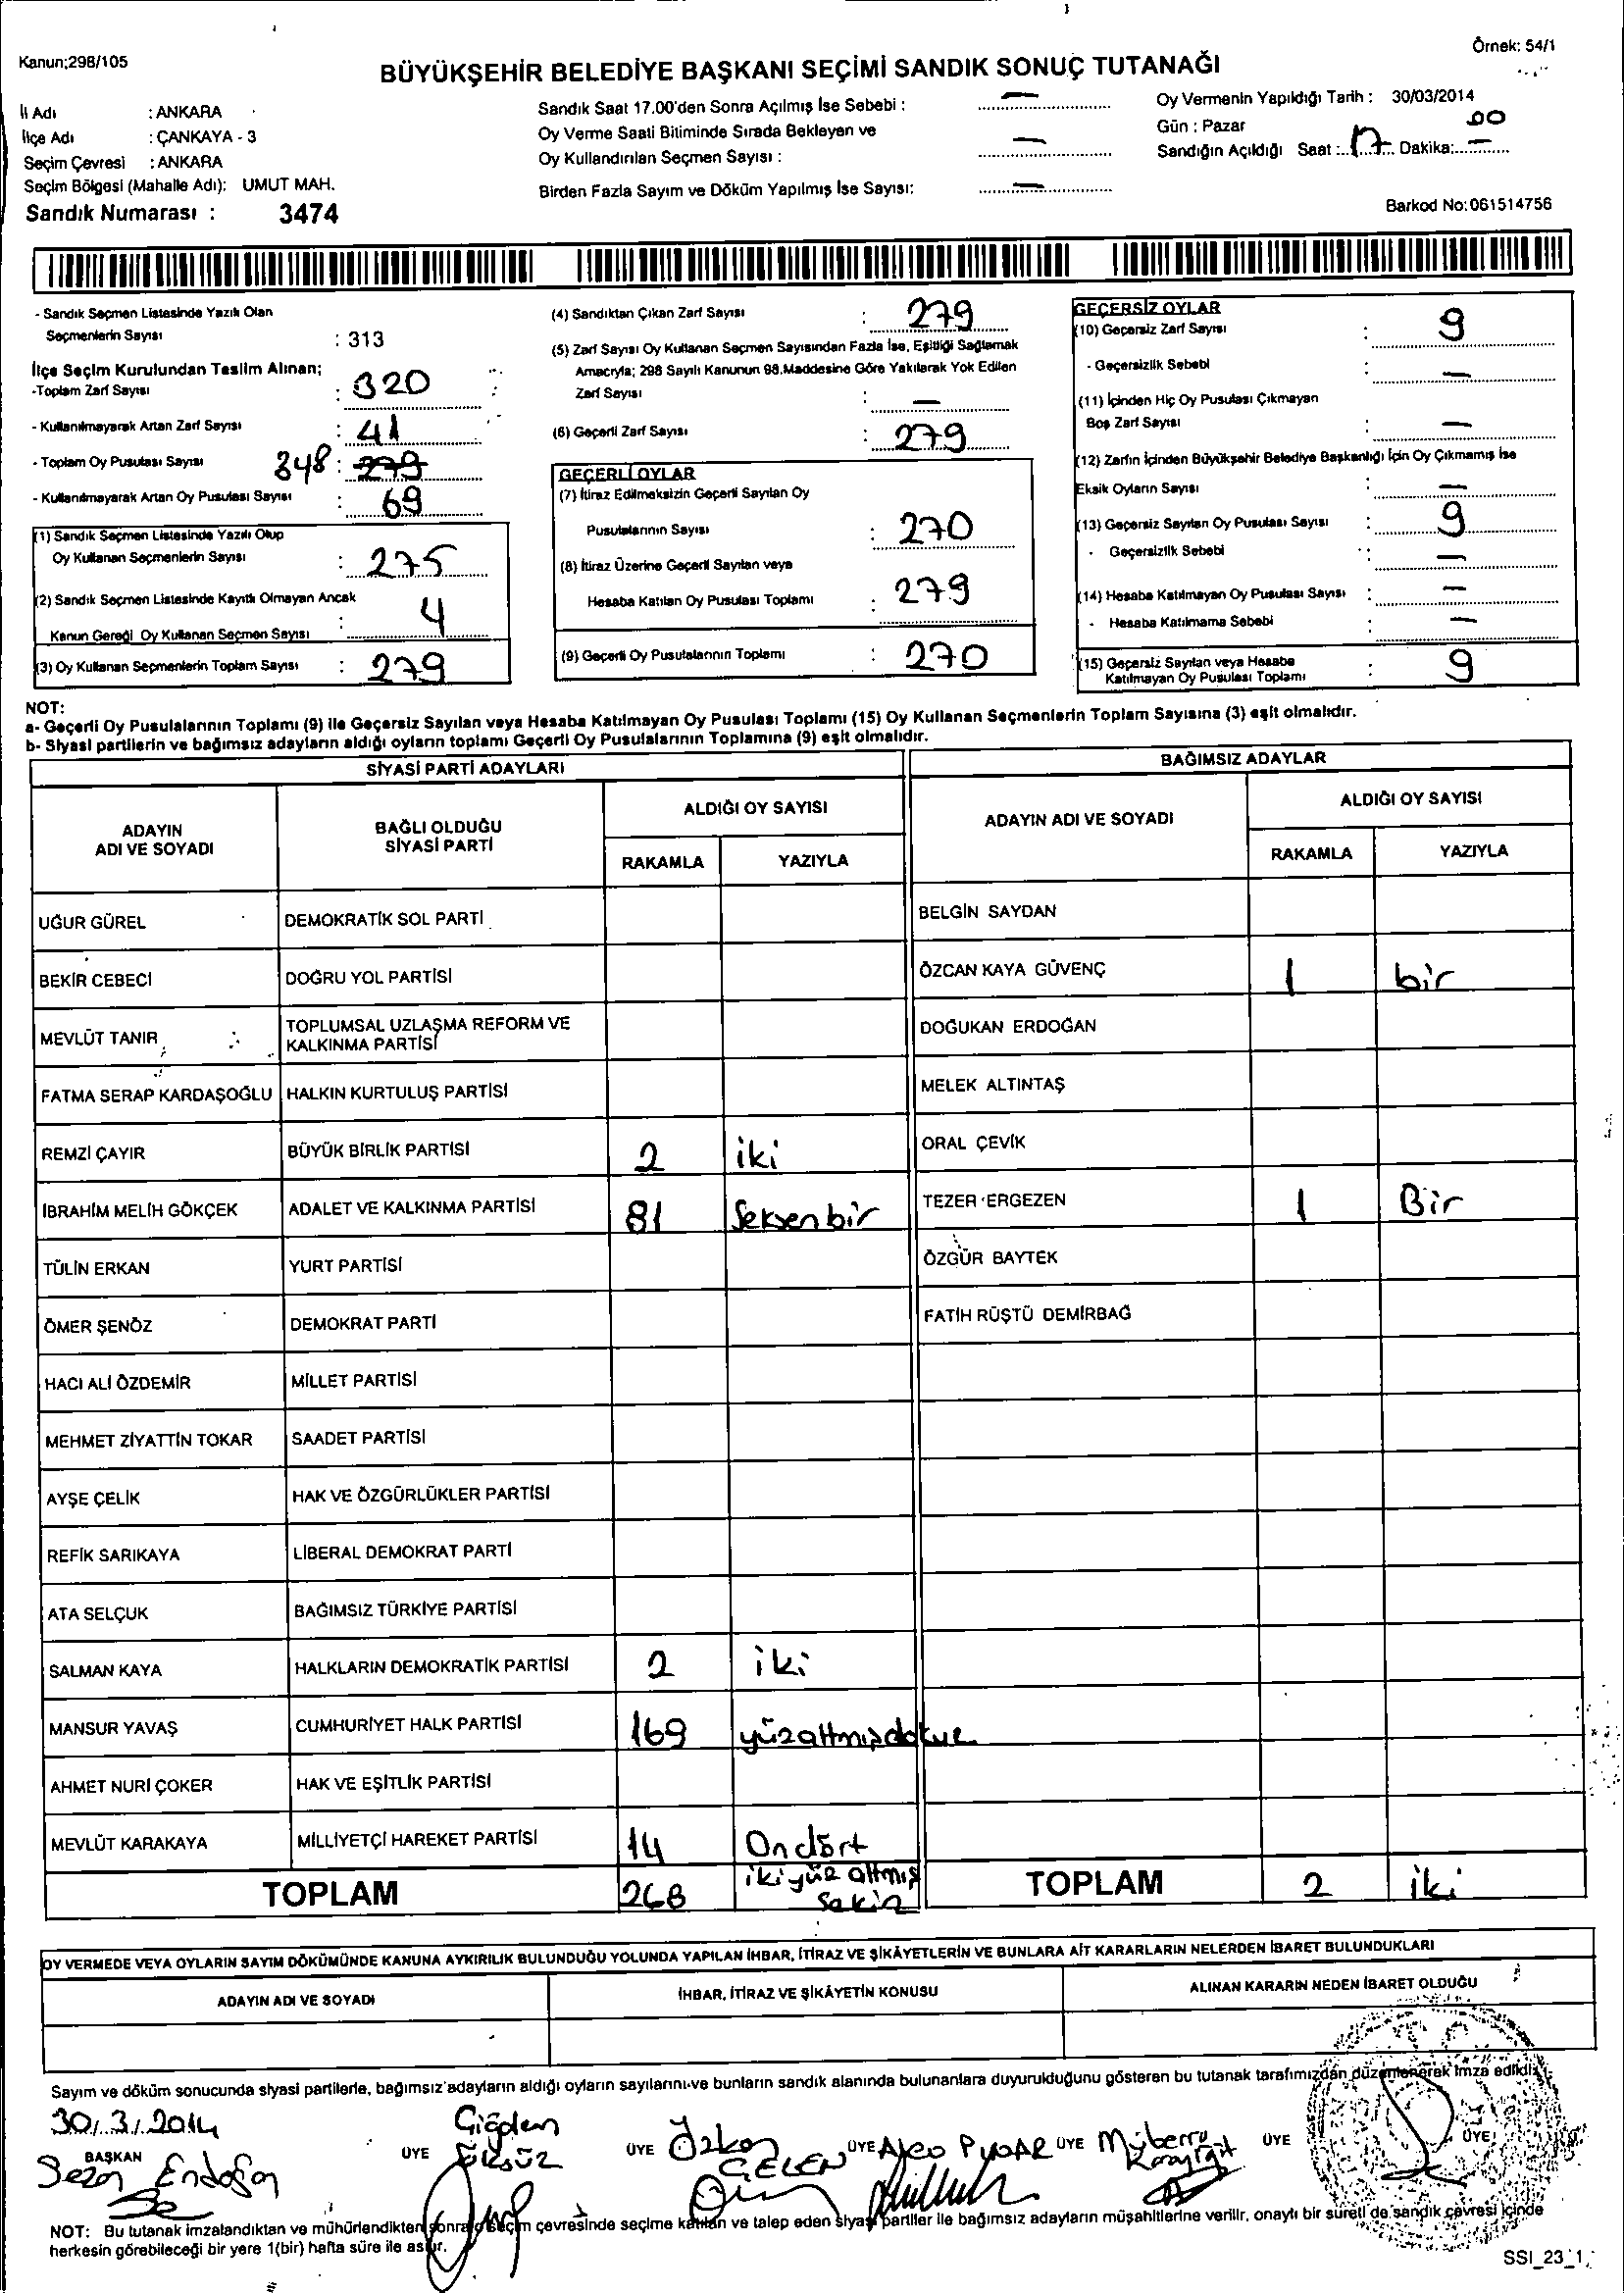 Örnek: 54/1
Kanun;298/105
BÜYÜKŞEHİR BELEDİYE BAŞKANI SEÇİMİ SANDIK SONUÇ TUTANAĞI
İl Adı : ANKARA
İlçe Adı : ÇANKAYA - 3
Seçim Çevresi : ANKARA
Seçim Bölgesi (Mahalle Adı): UMUT MAH.
Sandık Numarası : 3474
Sandık Saat 17.00'den Sonra Açılmış İse Sebebi : —
Oy Verme Saati Bitiminde Sırada Bekleyen ve
Oy Kullandırılan Seçmen Sayısı : —
Birden Fazla Sayım ve Döküm Yapılmış İse Sayısı: —
Oy Vermenin Yapıldığı Tarih : 30/03/2014
Gün : Pazar
Sandığın Açıldığı Saat : 17 Dakika: 00
Barkod No:061514756
- Sandık Seçmen Listesinde Yazılı Olan
Seçmenlerin Sayısı : 313
İlçe Seçim Kurulundan Teslim Alınan;
-Toplam Zarf Sayısı : 320
- Kullanılmayarak Artan Zarf Sayısı : 41
- Toplam Oy Pusulası Sayısı 348 : 279
- Kullanılmayarak Artan Oy Pusulası Sayısı : 69
(1) Sandık Seçmen Listesinde Yazılı Olup
Oy Kullanan Seçmenlerin Sayısı : 275
(2) Sandık Seçmen Listesinde Kayıtlı Olmayan Ancak
Kanun Gereği Oy Kullanan Seçmen Sayısı : 4
(3) Oy Kullanan Seçmenlerin Toplam Sayısı : 279
(4) Sandıktan Çıkan Zarf Sayısı : 279
(5) Zarf Sayısı Oy Kullanan Seçmen Sayısından Fazla İse, Eşitliği Sağlamak
Amacıyla; 298 Sayılı Kanunun 98.Maddesine Göre Yakılarak Yok Edilen
Zarf Sayısı : —
(6) Geçerli Zarf Sayısı : 279
GEÇERLİ OYLAR
(7) İtiraz Edilmeksizin Geçerli Sayılan Oy
Pusulalarının Sayısı : 270
(8) İtiraz Üzerine Geçerli Sayılan veya
Hesaba Katılan Oy Pusulası Toplamı : 279
(9) Geçerli Oy Pusulalarının Toplamı : 270
GEÇERSİZ OYLAR
(10) Geçersiz Zarf Sayısı : 9
- Geçersizlik Sebebi : —
(11) İçinden Hiç Oy Pusulası Çıkmayan
Boş Zarf Sayısı : —
(12) Zarfın İçinden Büyükşehir Belediye Başkanlığı İçin Oy Çıkmamış İse
Eksik Oyların Sayısı : —
(13) Geçersiz Sayılan Oy Pusulası Sayısı : 9
- Geçersizlik Sebebi : —
(14) Hesaba Katılmayan Oy Pusulası Sayısı : —
- Hesaba Katılmama Sebebi : —
(15) Geçersiz Sayılan veya Hesaba
Katılmayan Oy Pusulası Toplamı : 9
NOT:
a- Geçerli Oy Pusulalarının Toplamı (9) ile Geçersiz Sayılan veya Hesaba Katılmayan Oy Pusulası Toplamı (15) Oy Kullanan Seçmenlerin Toplam Sayısına (3) eşit olmalıdır.
b- Siyasi partilerin ve bağımsız adayların aldığı oyların toplamı Geçerli Oy Pusulalarının Toplamına (9) eşit olmalıdır.
SİYASİ PARTİ ADAYLARI
ADAYIN
ADI VE SOYADI
BAĞLI OLDUĞU
SİYASİ PARTİ
ALDIĞI OY SAYISI
RAKAMLA YAZIYLA
UĞUR GÜREL DEMOKRATİK SOL PARTİ
BEKİR CEBECİ DOĞRU YOL PARTİSİ
MEVLÜT TANIR TOPLUMSAL UZLAŞMA REFORM VE
KALKINMA PARTİSİ
FATMA SERAP KARDAŞOĞLU HALKIN KURTULUŞ PARTİSİ
REMZİ ÇAYIR BÜYÜK BİRLİK PARTİSİ 2 iki
İBRAHİM MELİH GÖKÇEK ADALET VE KALKINMA PARTİSİ 81 Seksenbir
TÜLİN ERKAN YURT PARTİSİ
ÖMER ŞENÖZ DEMOKRAT PARTİ
HACI ALİ ÖZDEMİR MİLLET PARTİSİ
MEHMET ZİYATTİN TOKAR SAADET PARTİSİ
AYŞE ÇELİK HAK VE ÖZGÜRLÜKLER PARTİSİ
REFİK SARIKAYA LİBERAL DEMOKRAT PARTİ
ATA SELÇUK BAĞIMSIZ TÜRKİYE PARTİSİ
SALMAN KAYA HALKLARIN DEMOKRATİK PARTİSİ 2 iki
MANSUR YAVAŞ CUMHURİYET HALK PARTİSİ 169 yüzaltmışdokuz
AHMET NURİ ÇOKER HAK VE EŞİTLİK PARTİSİ
MEVLÜT KARAKAYA MİLLİYETÇİ HAREKET PARTİSİ 14 Ondört
TOPLAM 268 ikiyüz altmış
sekiz
BAĞIMSIZ ADAYLAR
ADAYIN ADI VE SOYADI
ALDIĞI OY SAYISI
RAKAMLA YAZIYLA
BELGİN SAYDAN
ÖZCAN KAYA GÜVENÇ 1 bir
DOĞUKAN ERDOĞAN
MELEK ALTINTAŞ
ORAL ÇEVİK
TEZER ERGEZEN 1 Bir
ÖZGÜR BAYTEK
FATİH RÜŞTÜ DEMİRBAĞ
TOPLAM 2 iki
OY VERMEDE VEYA OYLARIN SAYIM DÖKÜMÜNDE KANUNA AYKIRILIK BULUNDUĞU YOLUNDA YAPILAN İHBAR, İTİRAZ VE ŞİKÂYETLERİN VE BUNLARA AİT KARARLARIN NELERDEN İBARET BULUNDUKLARI
ADAYIN ADI VE SOYADI İHBAR, İTİRAZ VE ŞİKÂYETİN KONUSU ALINAN KARARIN NEDEN İBARET OLDUĞU
Sayım ve döküm sonucunda siyasi partilerle, bağımsız adayların aldığı oyların sayılarını ve bunların sandık alanında bulunanlara duyurulduğunu gösteren bu tutanak tarafımızdan düzenlenerek imza edildi.
30/3/2014
BAŞKAN ÜYE ÜYE ÜYE ÜYE ÜYE ÜYE
Sezen Erdoğan
Çiğdem
Öksüz
Özkan
GELEN
PINAR
Müberra
NOT: Bu tutanak imzalandıktan ve mühürlendikten sonra, seçim çevresinde seçime katılan ve talep eden siyasi partiler ile bağımsız adayların müşahitlerine verilir, onaylı bir sureti de sandık çevresi içinde
herkesin görebileceği bir yere 1(bir) hafta süre ile asılır.
SSI_23_1